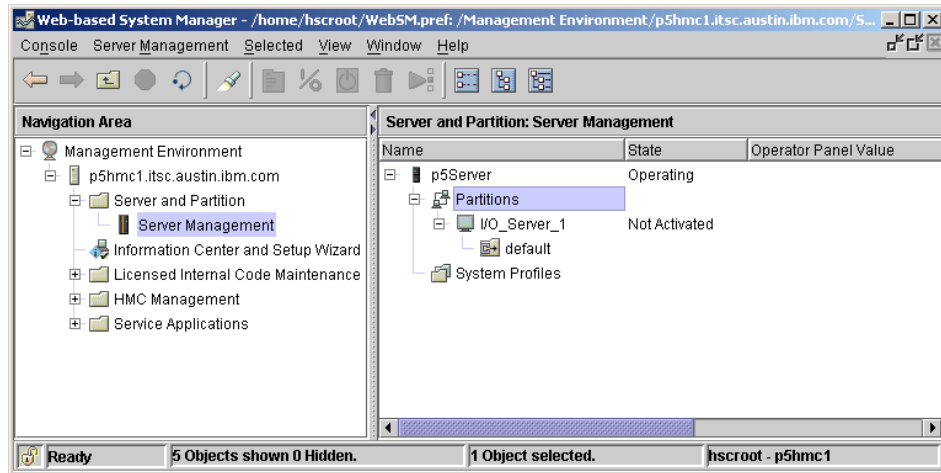 Web-based System Manager - /home/hscroot/WebSM.pref: /Management Environment/p5hmc1.itsc.austin.ibm.com/S...
Console Server Management Selected View Window Help
Navigation Area
Server and Partition: Server Management
Management Environment
p5hmc1.itsc.austin.ibm.com
Server and Partition
Server Management
Information Center and Setup Wizard
Licensed Internal Code Maintenance
HMC Management
Service Applications
Name State Operator Panel Value
p5Server Operating
Partitions
I/O_Server_1 Not Activated
default
System Profiles
Ready 5 Objects shown 0 Hidden. 1 Object selected. hscroot - p5hmc1